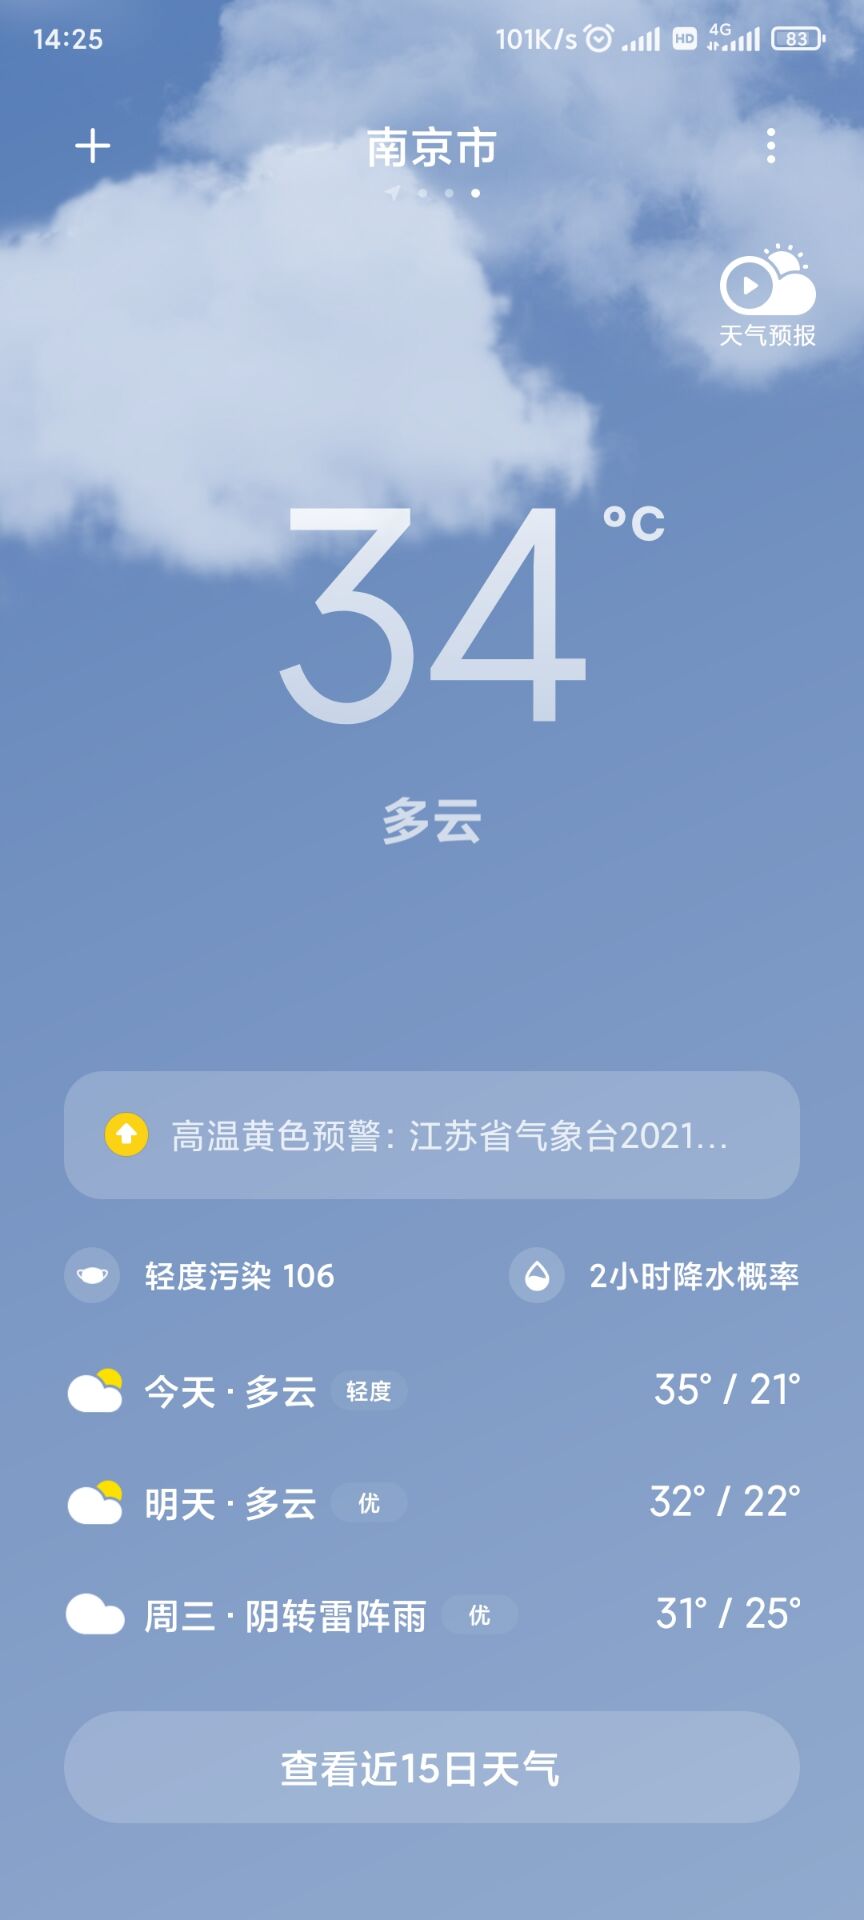 14:25 101K/s HD 4G 83
南京市
天气预报
34°C
多云
高温黄色预警：江苏省气象台2021...
轻度污染 106 2小时降水概率
今天·多云 轻度 35° / 21°
明天·多云 优 32° / 22°
周三·阴转雷阵雨 优 31° / 25°
查看近15日天气